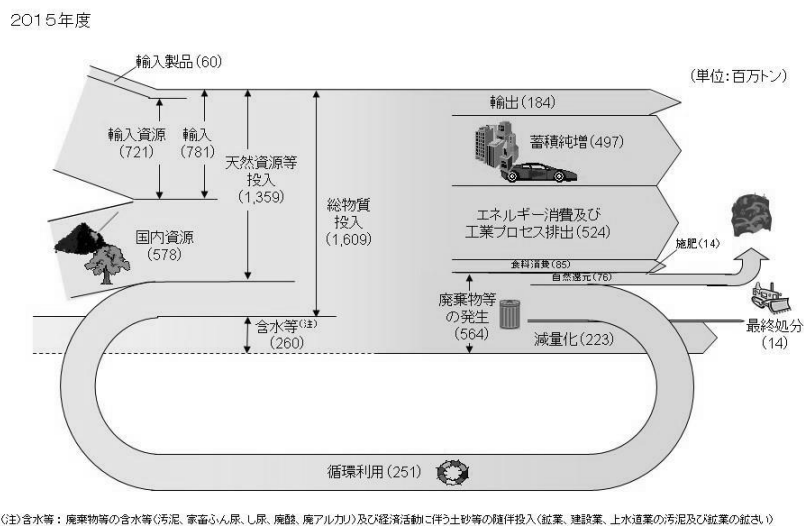 2015年度
輸入製品(60)
(単位:百万トン)
輸出(184)
輸入資源
(721)
輸入
(781)
天然資源等
投入
(1,359)
総物質
投入
(1,609)
蓄積純増(497)
国内資源
(578)
エネルギー消費及び
工業プロセス排出(524)
施肥(14)
食料消費(85)
自然還元(76)
廃棄物等
の発生
(564)
含水等(注)
(260)
減量化(223)
最終処分
(14)
循環利用(251)
(注)含水等:廃棄物等の含水等(汚泥、家畜ふん尿、し尿、廃酸、廃アルカリ)及び経済活動に伴う土砂等の随伴投入(鉱業、建設業、上水道業の汚泥及び鉱業の鉱さい)